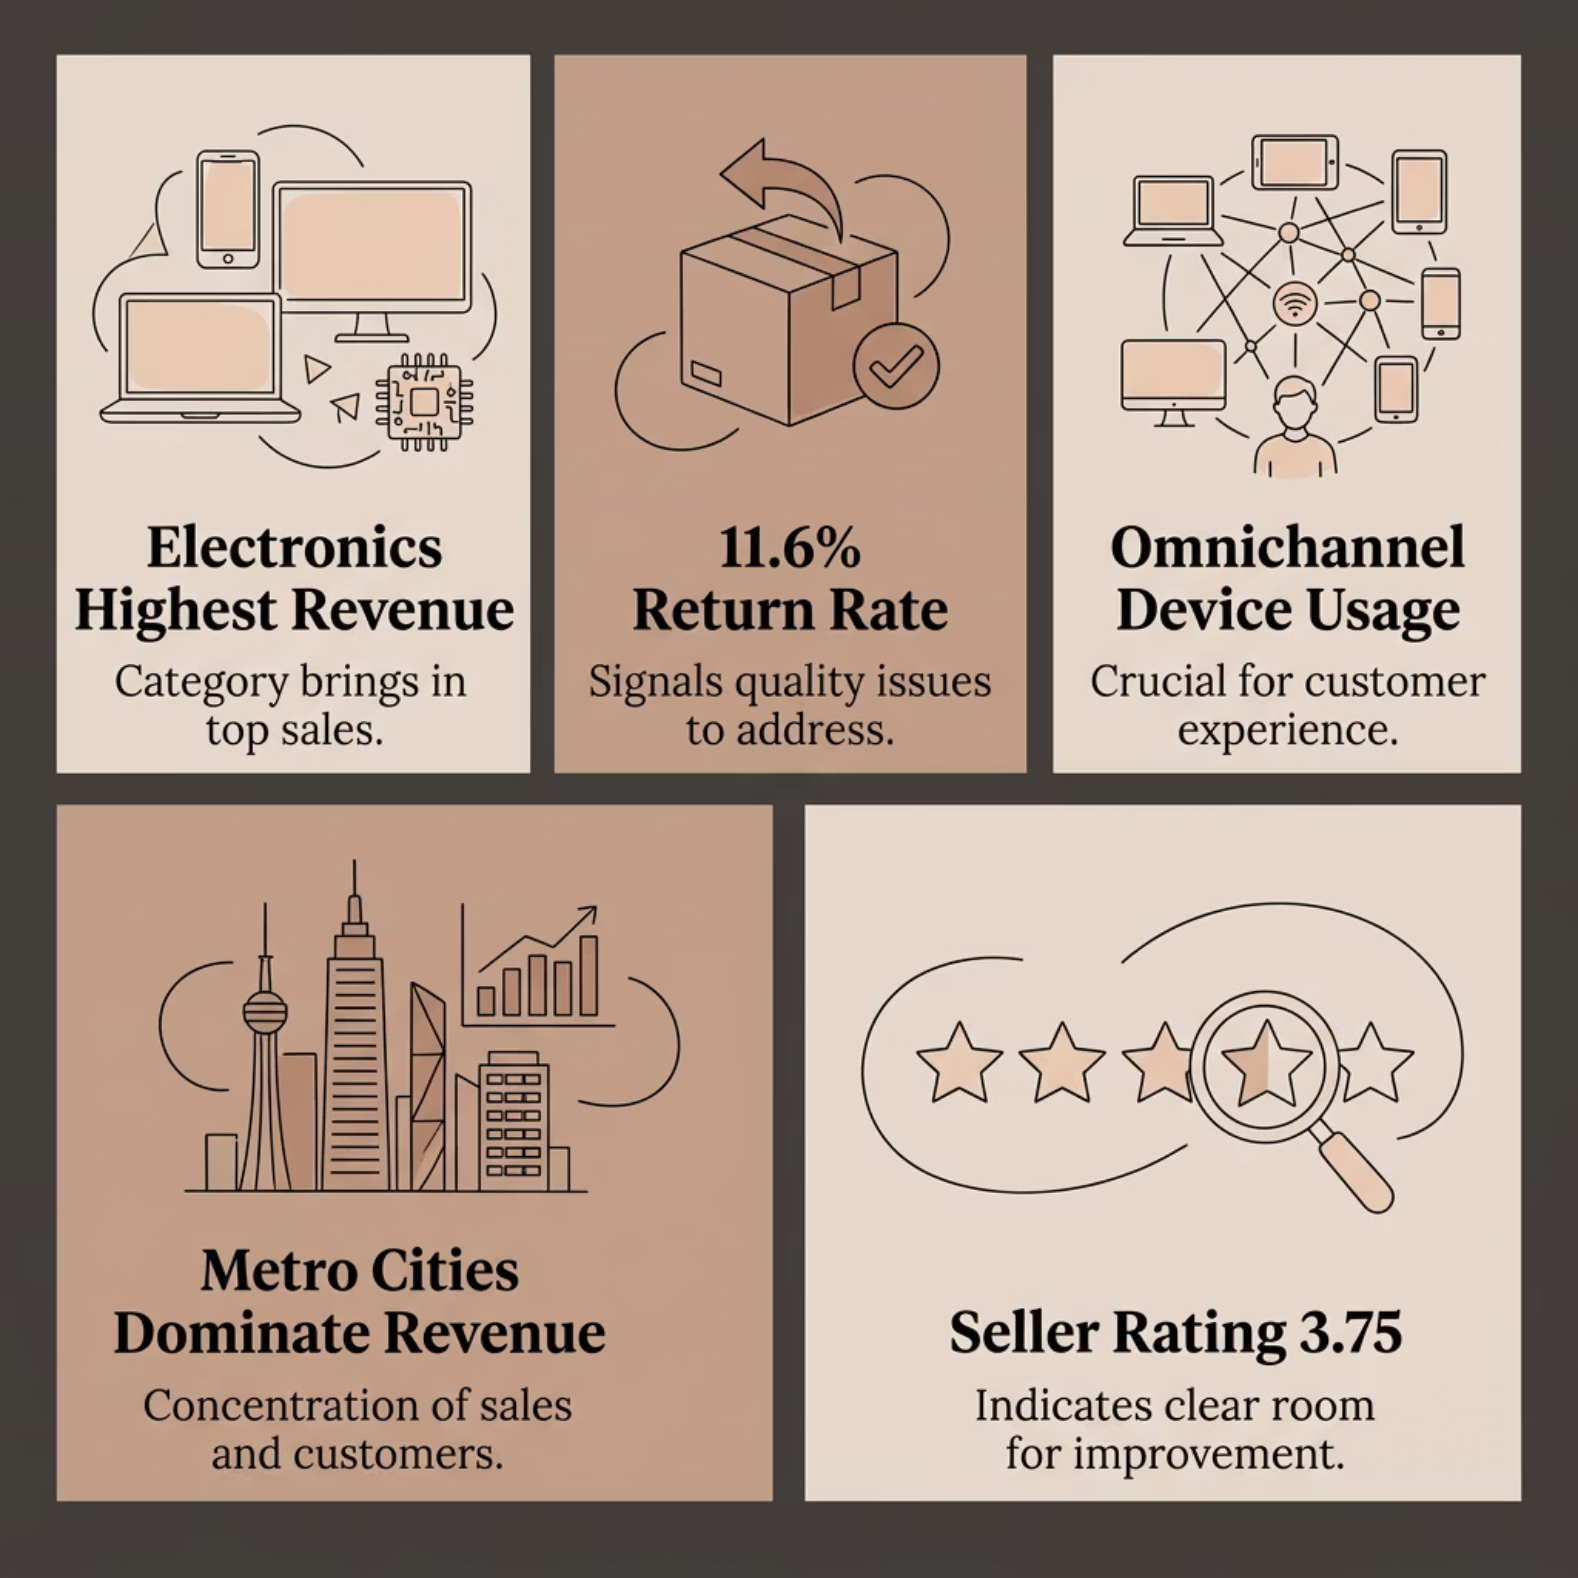 Electronics
Highest Revenue
Category brings in
top sales.
11.6%
Return Rate
Signals quality issues
to address.
Omnichannel
Device Usage
Crucial for customer
experience.
Metro Cities
Dominate Revenue
Concentration of sales
and customers.
Seller Rating 3.75
Indicates clear room
for improvement.